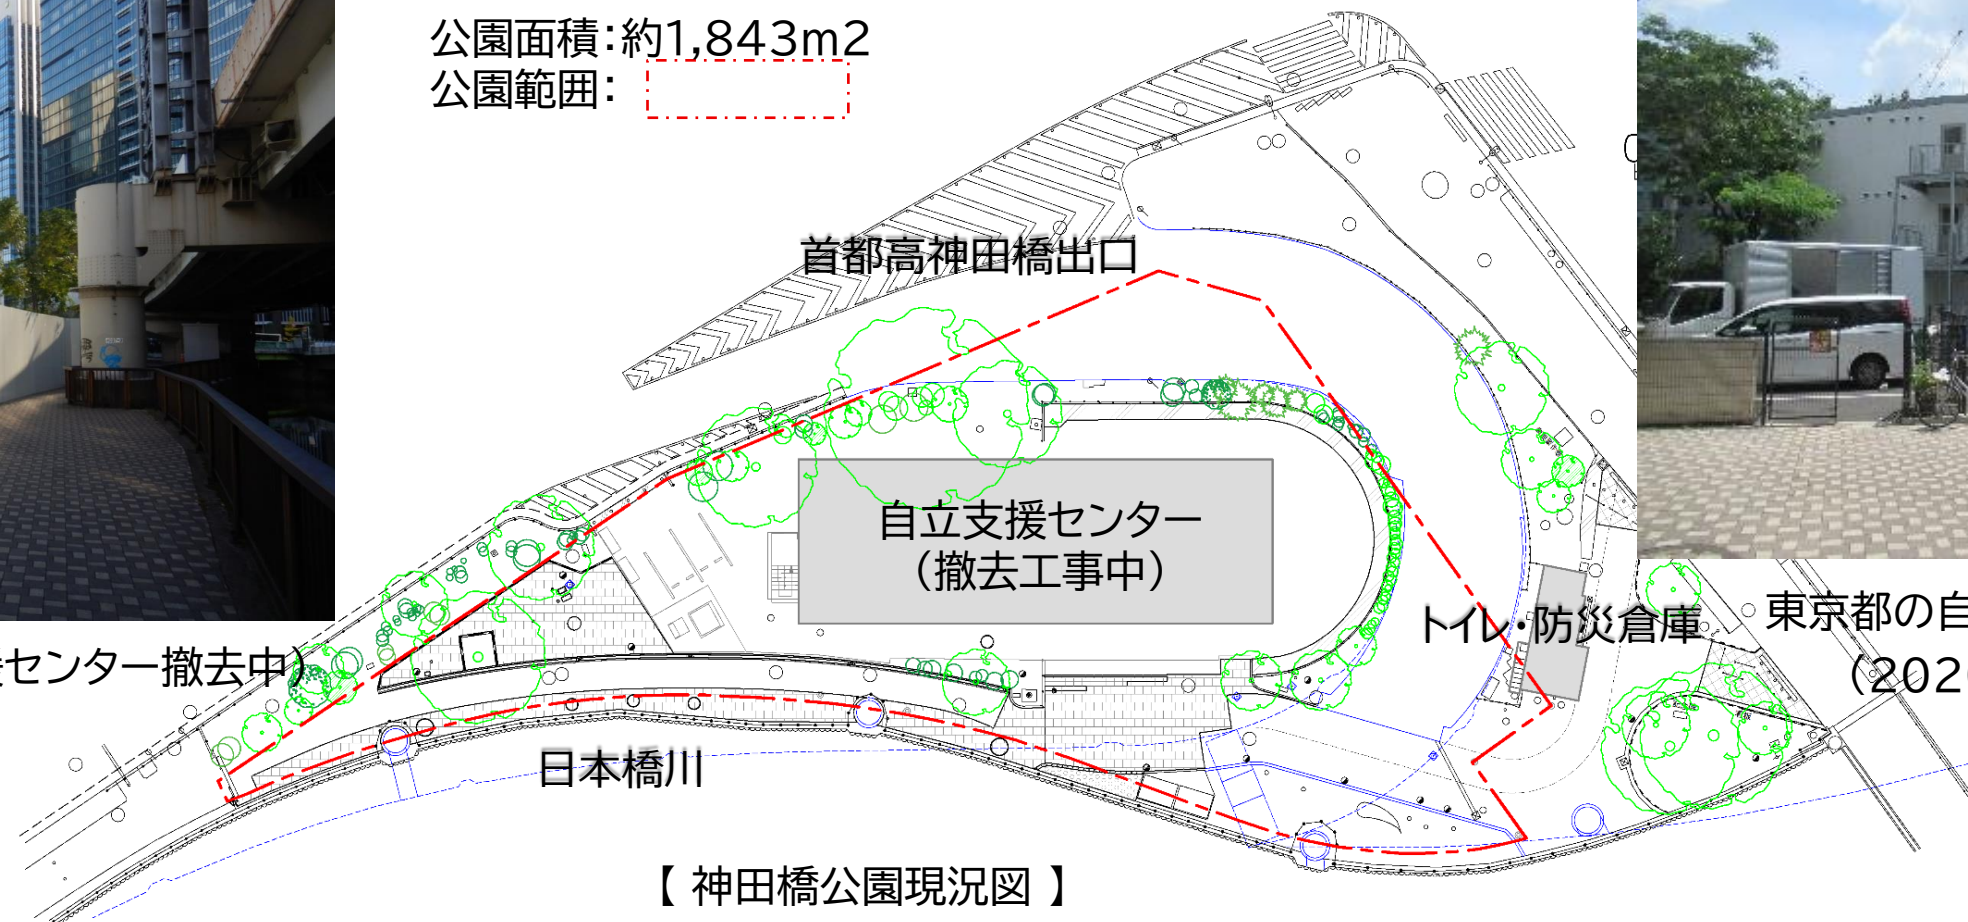 公園面積：約1,843m2
公園範囲：
首都高神田橋出口
自立支援センター
（撤去工事中）
トイレ・防災倉庫
東京都の自
援センター撤去中）
（202
日本橋川
【 神田橋公園現況図 】